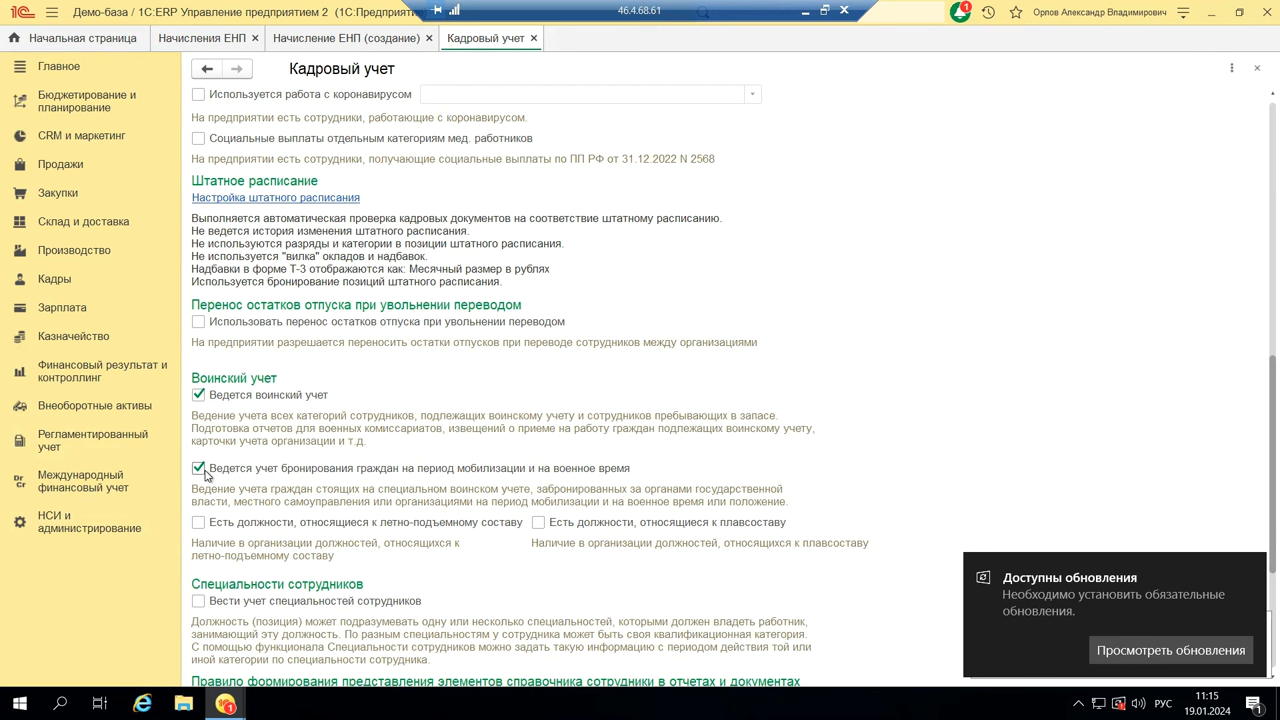 Демо-база / 1С:ERP Управление предприятием 2 (1С:Предприятие
46.4.68.61
1
Орлов Александр Владимирович
Начальная страница
Начисления ЕНП ×
Начисление ЕНП (создание) ×
Кадровый учет ×
Главное
Бюджетирование и
планирование
CRM и маркетинг
Продажи
Закупки
Склад и доставка
Производство
Кадры
Зарплата
Казначейство
Финансовый результат и
контроллинг
Внеоборотные активы
Регламентированный
учет
Dr
Cr
Международный
финансовый учет
НСИ и
администрирование
Кадровый учет
Используется работа с коронавирусом
На предприятии есть сотрудники, работающие с коронавирусом.
Социальные выплаты отдельным категориям мед. работников
На предприятии есть сотрудники, получающие социальные выплаты по ПП РФ от 31.12.2022 N 2568
Штатное расписание
Настройка штатного расписания
Выполняется автоматическая проверка кадровых документов на соответствие штатному расписанию.
Не ведется история изменения штатного расписания.
Не используются разряды и категории в позиции штатного расписания.
Не используется "вилка" окладов и надбавок.
Надбавки в форме Т-3 отображаются как: Месячный размер в рублях
Используется бронирование позиций штатного расписания.
Перенос остатков отпуска при увольнении переводом
Использовать перенос остатков отпуска при увольнении переводом
На предприятии разрешается переносить остатки отпусков при переводе сотрудников между организациями
Воинский учет
Ведется воинский учет
Ведение учета всех категорий сотрудников, подлежащих воинскому учету и сотрудников пребывающих в запасе.
Подготовка отчетов для военных комиссариатов, извещений о приеме на работу граждан подлежащих воинскому учету,
карточки учета организации и т.д.
Ведется учет бронирования граждан на период мобилизации и на военное время
Ведение учета граждан стоящих на специальном воинском учете, забронированных за органами государственной
власти, местного самоуправления или организациями на период мобилизации и на военное время или положение.
Есть должности, относящиеся к летно-подъемному составу
Есть должности, относящиеся к плавсоставу
Наличие в организации должностей, относящихся к
летно-подъемному составу
Наличие в организации должностей, относящихся к плавсоставу
Специальности сотрудников
Вести учет специальностей сотрудников
Должность (позиция) может подразумевать одну или несколько специальностей, которыми должен владеть работник,
занимающий эту должность. По разным специальностям у сотрудника может быть своя квалификационная категория.
С помощью функционала Специальности сотрудников можно задать такую информацию с периодом действия той или
иной категории по специальности сотрудника.
Правило формирования представления элементов справочника сотрудники в отчетах и документах
Доступны обновления
Необходимо установить обязательные
обновления.
Просмотреть обновления
РУС
11:15
19.01.2024
1